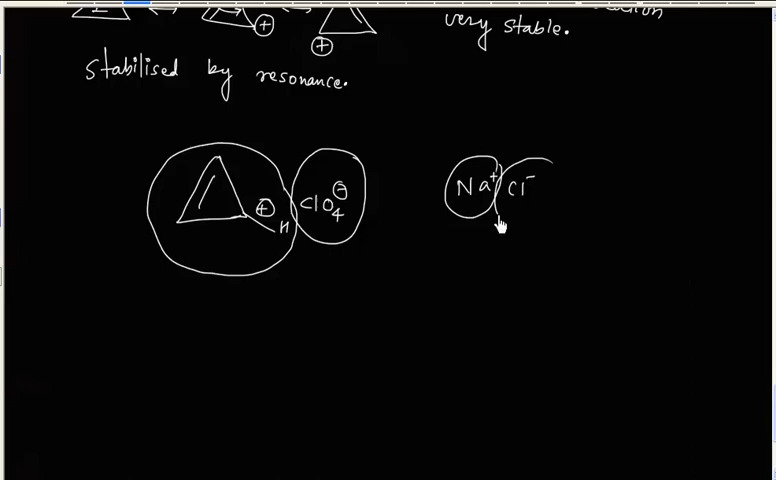 very stable.
stabilised by resonance.
⊕ ⊕
⊕ H ClO4⊖
Na+ Cl-